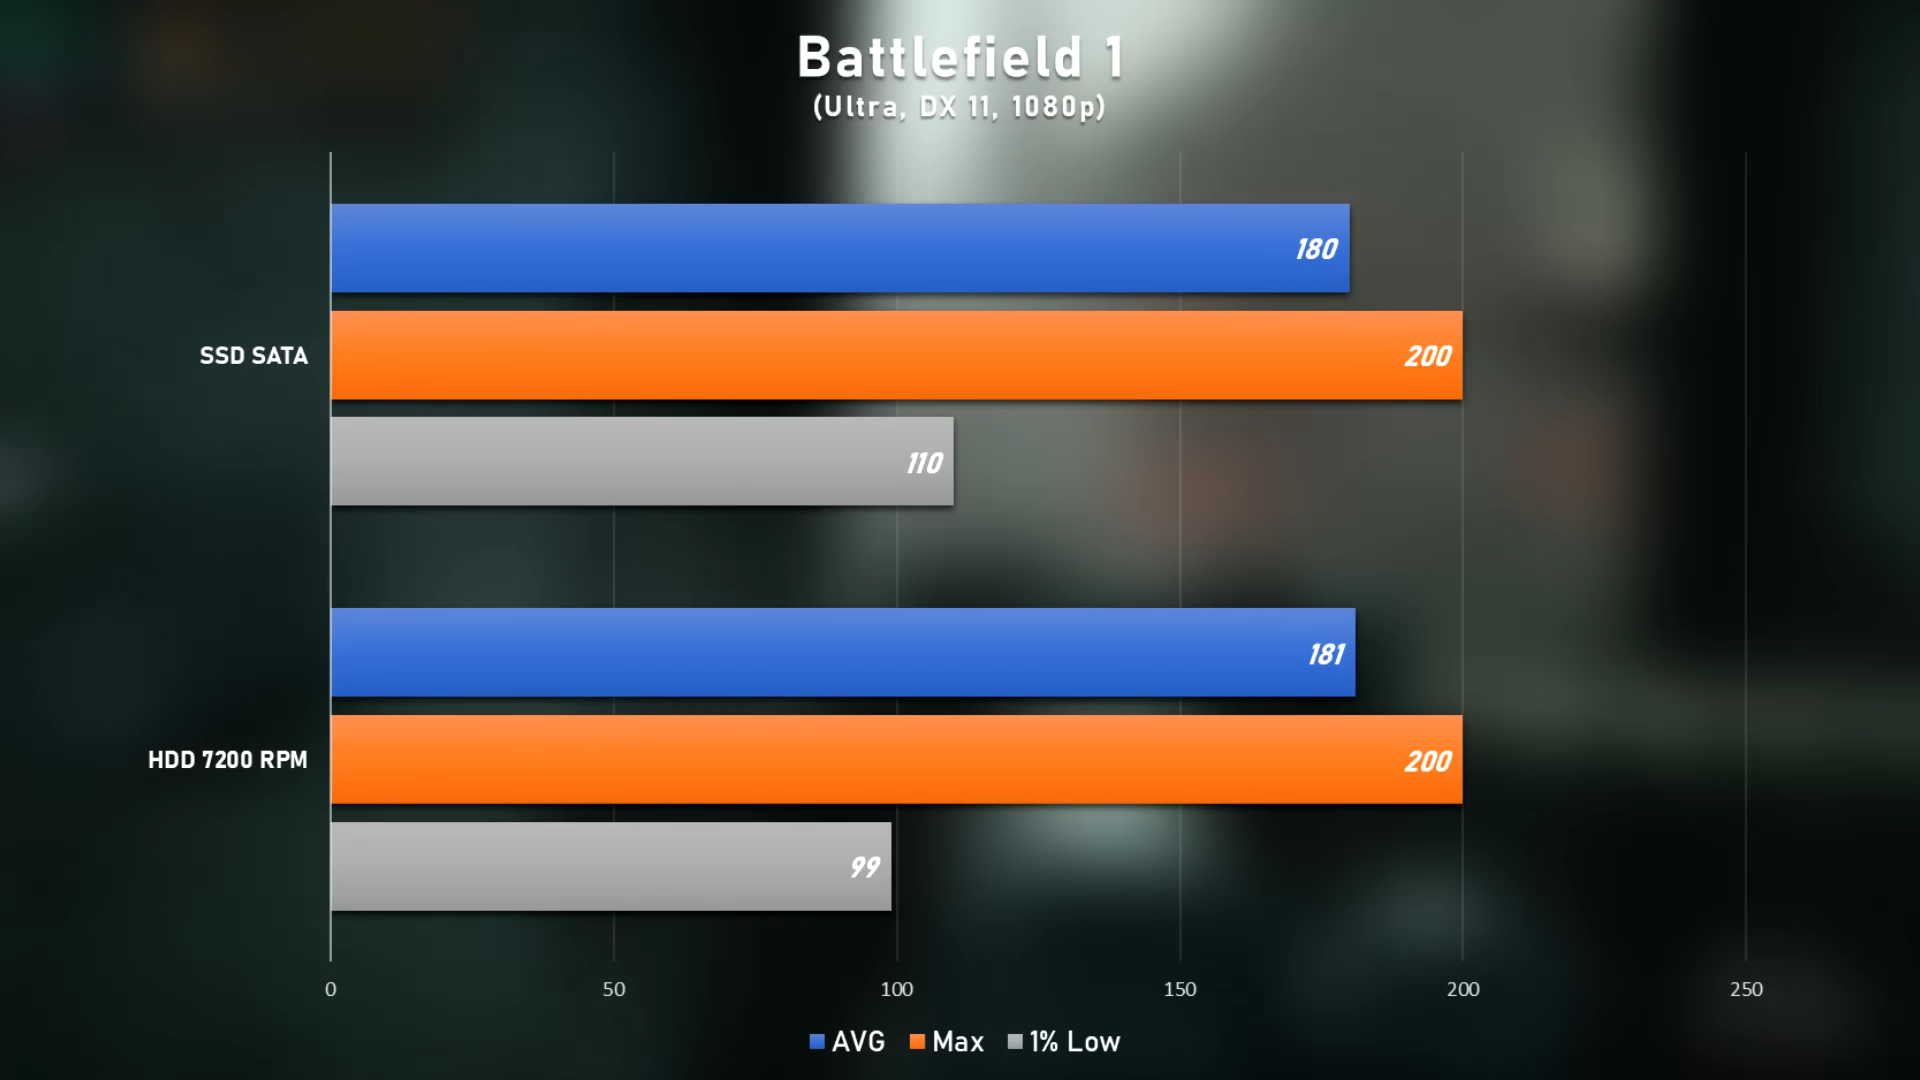 Battlefield 1
(Ultra, DX 11, 1080p)
180
SSD SATA
200
110
181
HDD 7200 RPM
200
99
0 50 100 150 200 250
AVG Max 1% Low